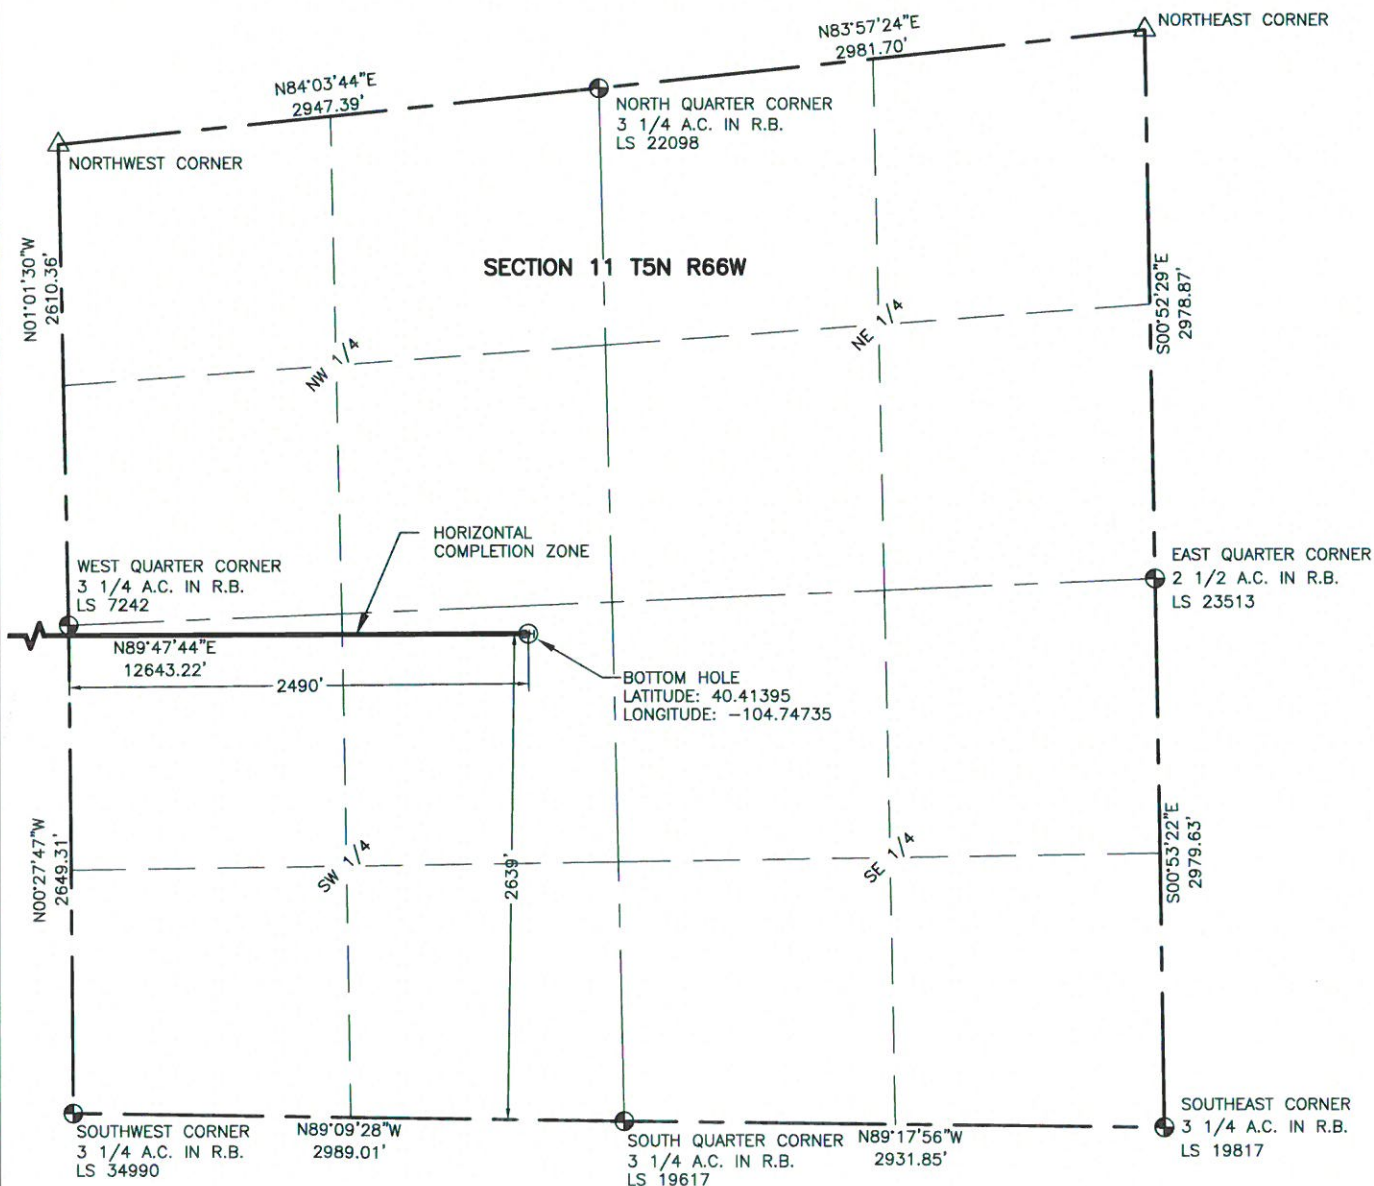 N83°57'24"E
2981.70'
NORTHEAST CORNER
N84°03'44"E
2947.39'
NORTH QUARTER CORNER
3 1/4 A.C. IN R.B.
LS 22098
NORTHWEST CORNER
N01°01'30"W
2610.36'
SECTION 11 T5N R66W
S00°52'29"E
2978.87'
NW 1/4
NE 1/4
HORIZONTAL
COMPLETION ZONE
WEST QUARTER CORNER
3 1/4 A.C. IN R.B.
LS 7242
EAST QUARTER CORNER
2 1/2 A.C. IN R.B.
LS 23513
N89°47'44"E
12643.22'
2490'
BH
BOTTOM HOLE
LATITUDE: 40.41395
LONGITUDE: -104.74735
N00°27'47"W
2649.31'
SW 1/4
2639'
SE 1/4
S00°53'22"E
2979.63'
SOUTHWEST CORNER
3 1/4 A.C. IN R.B.
LS 34990
N89°09'28"W
2989.01'
SOUTH QUARTER CORNER
3 1/4 A.C. IN R.B.
LS 19617
N89°17'56"W
2931.85'
SOUTHEAST CORNER
3 1/4 A.C. IN R.B.
LS 19817